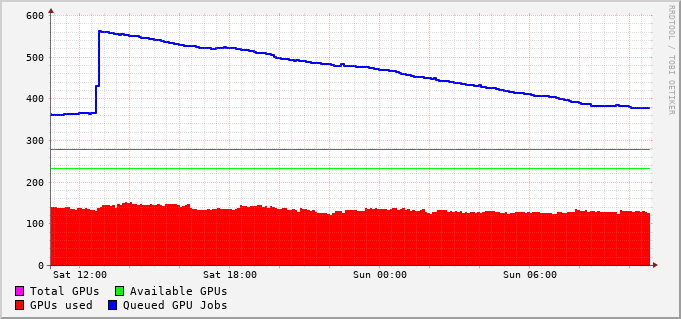 RRDTOOL / TOBI OETIKER
600
500
400
300
200
100
0
Sat 12:00 Sat 18:00 Sun 00:00 Sun 06:00
Total GPUs Available GPUs
GPUs used Queued GPU Jobs